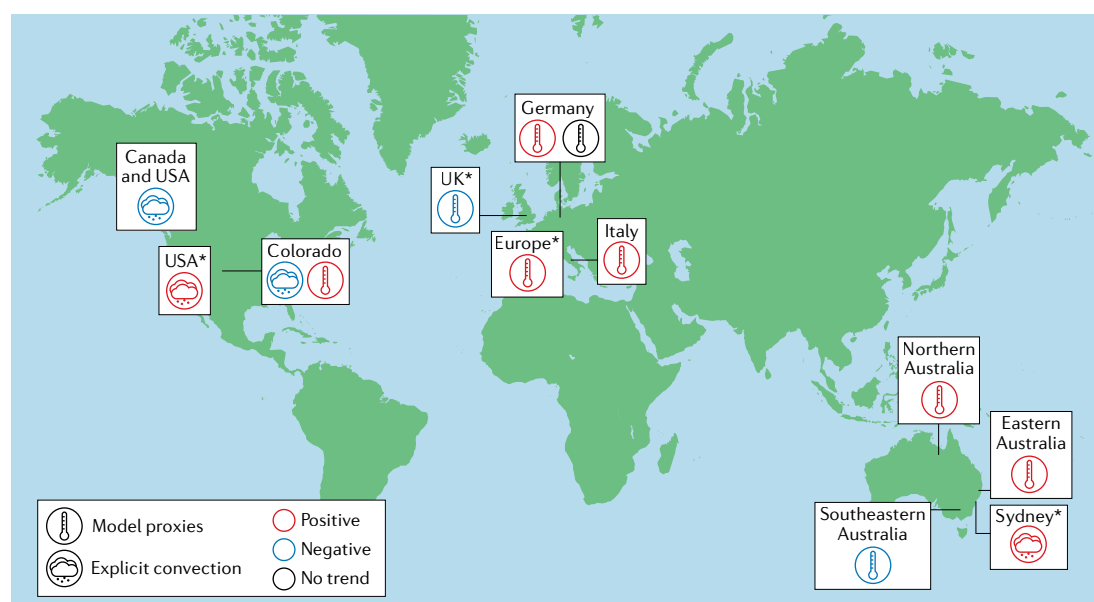 Germany
Canada
and USA
UK*
Italy
Europe*
Colorado
USA*
Northern
Australia
Eastern
Australia
Southeastern
Australia
Sydney*
Model proxies
Explicit convection
Positive
Negative
No trend